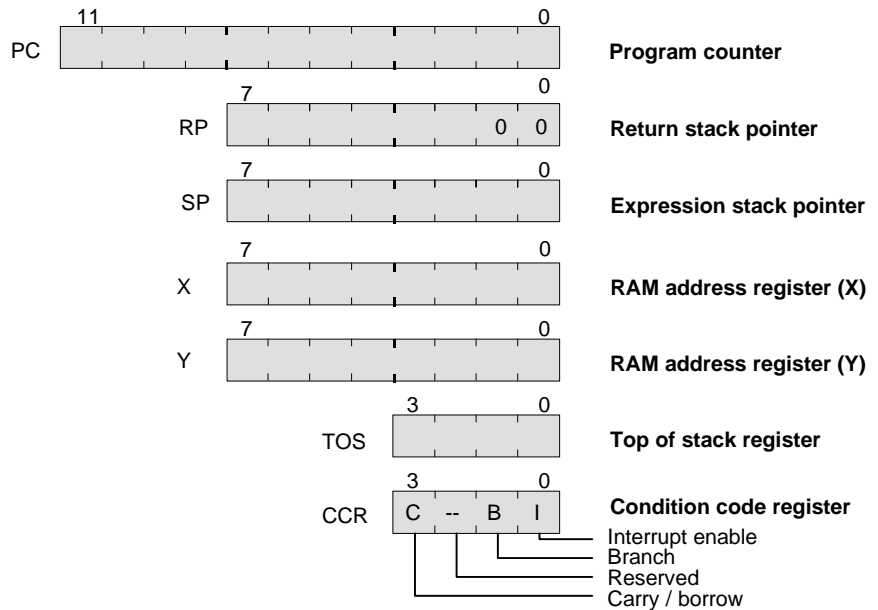 11 0
PC Program counter
7 0
RP 0 0 Return stack pointer
7 0
SP Expression stack pointer
7 0
X RAM address register (X)
7 0
Y RAM address register (Y)
3 0
TOS Top of stack register
3 0
CCR C -- B I Condition code register
Interrupt enable
Branch
Reserved
Carry / borrow